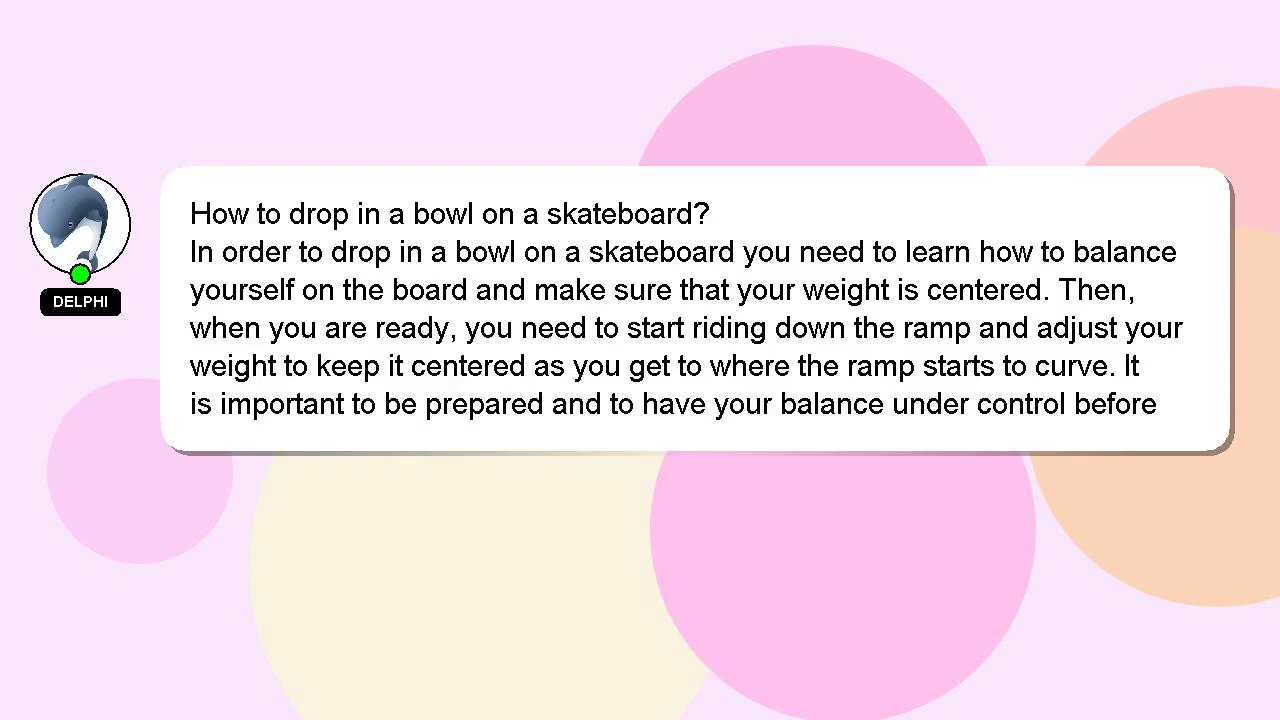 How to drop in a bowl on a skateboard?
In order to drop in a bowl on a skateboard you need to learn how to balance
yourself on the board and make sure that your weight is centered. Then,
when you are ready, you need to start riding down the ramp and adjust your
weight to keep it centered as you get to where the ramp starts to curve. It
is important to be prepared and to have your balance under control before
DELPHI